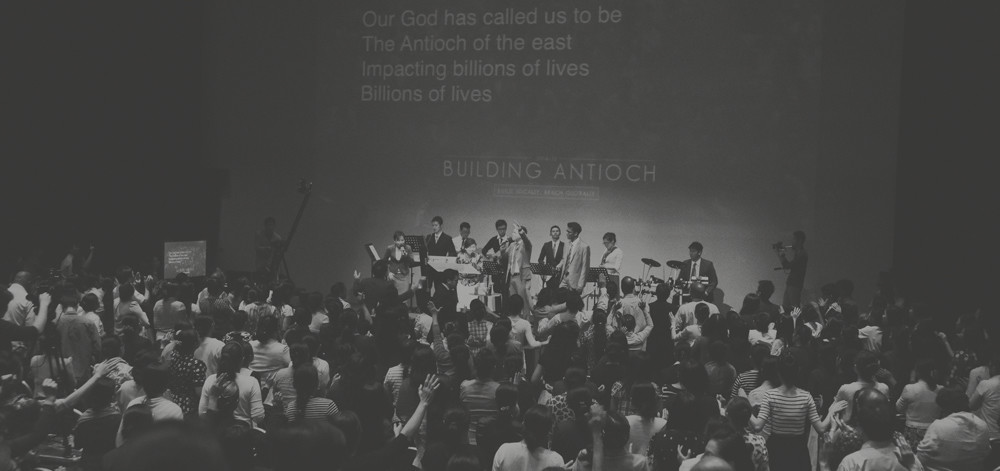 Our God has called us to be
The Antioch of the east
Impacting billions of lives
Billions of lives
BUILDING ANTIOCH